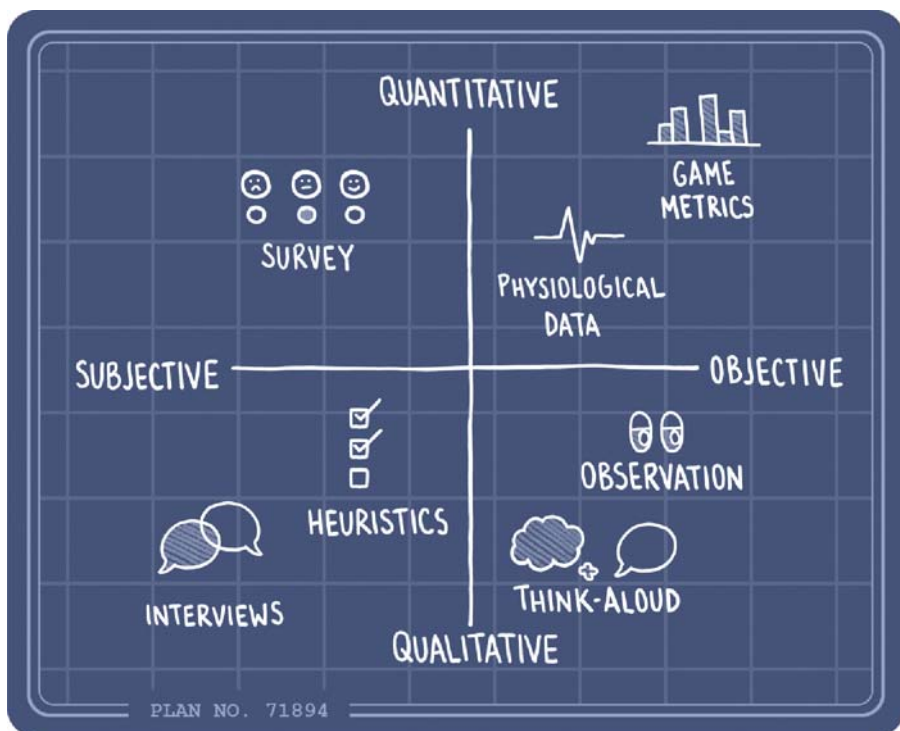 QUANTITATIVE
GAME
METRICS
SURVEY
PHYSIOLOGICAL
DATA
SUBJECTIVE
OBJECTIVE
OBSERVATION
HEURISTICS
THINK-ALOUD
INTERVIEWS
QUALITATIVE
PLAN NO. 71894